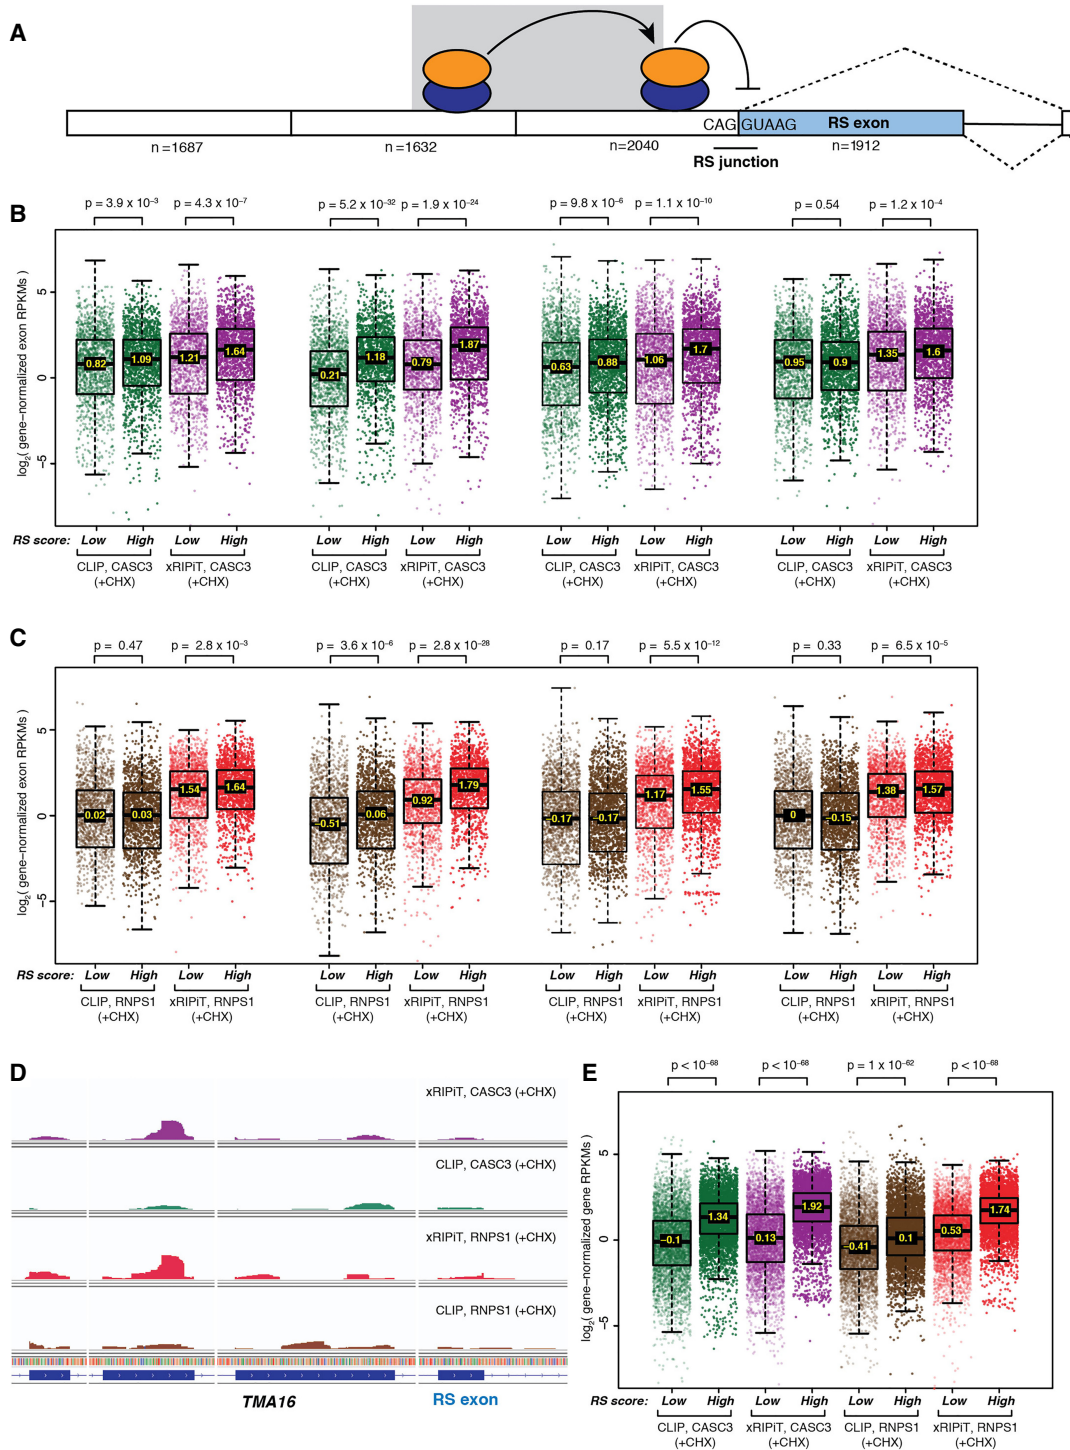 A
CAG GUAAG RS exon
n=1687 n=1632 n=2040 n=1912
RS junction
B
p = 3.9 x 10⁻³ p = 4.3 x 10⁻⁷ p = 5.2 x 10⁻³² p = 1.9 x 10⁻²⁴ p = 9.8 x 10⁻⁶ p = 1.1 x 10⁻¹⁰ p = 0.54 p = 1.2 x 10⁻⁴
log₂( gene−normalized exon RPKMs)
5
0
−5
0.82 1.09 1.21 1.64 0.21 1.18 0.79 1.87 0.63 0.88 1.06 1.7 0.95 0.9 1.35 1.6
RS score: Low High Low High Low High Low High Low High Low High Low High Low High
CLIP, CASC3 xRIPiT, CASC3 CLIP, CASC3 xRIPiT, CASC3 CLIP, CASC3 xRIPiT, CASC3 CLIP, CASC3 xRIPiT, CASC3
(+CHX) (+CHX) (+CHX) (+CHX) (+CHX) (+CHX) (+CHX) (+CHX)
C
p = 0.47 p = 2.8 x 10⁻³ p = 3.6 x 10⁻⁶ p = 2.8 x 10⁻²⁸ p = 0.17 p = 5.5 x 10⁻¹² p = 0.33 p = 6.5 x 10⁻⁵
log₂( gene−normalized exon RPKMs )
5
0
−5
0.02 0.03 1.54 1.64 −0.51 0.06 0.92 1.79 −0.17 −0.17 1.17 1.55 0 −0.15 1.38 1.57
RS score: Low High Low High Low High Low High Low High Low High Low High Low High
CLIP, RNPS1 xRIPiT, RNPS1 CLIP, RNPS1 xRIPiT, RNPS1 CLIP, RNPS1 xRIPiT, RNPS1 CLIP, RNPS1 xRIPiT, RNPS1
(+CHX) (+CHX) (+CHX) (+CHX) (+CHX) (+CHX) (+CHX) (+CHX)
D
xRIPiT, CASC3 (+CHX)
CLIP, CASC3 (+CHX)
xRIPiT, RNPS1 (+CHX)
CLIP, RNPS1 (+CHX)
TMA16 RS exon
E
p < 10⁻⁶⁸ p < 10⁻⁶⁸ p = 1 x 10⁻⁶² p < 10⁻⁶⁸
log₂( gene−normalized gene RPKMs )
5
0
−5
−0.1 1.34 0.13 1.92 −0.41 0.1 0.53 1.74
RS score: Low High Low High Low High Low High
CLIP, CASC3 xRIPiT, CASC3 CLIP, RNPS1 xRIPiT, RNPS1
(+CHX) (+CHX) (+CHX) (+CHX)